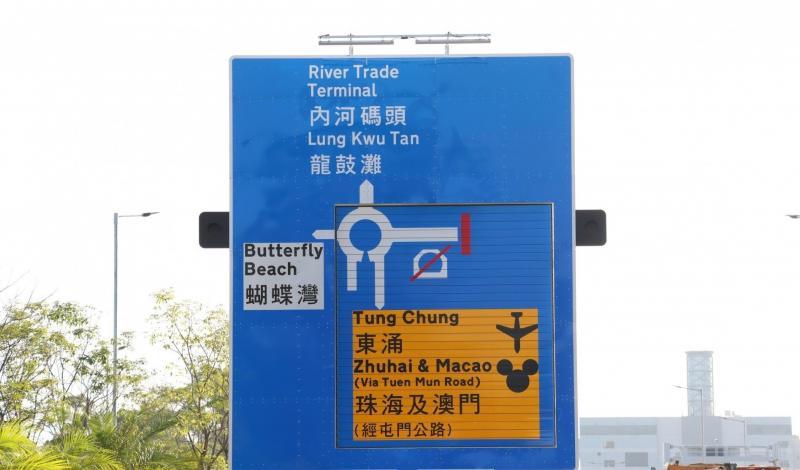 River Trade
Terminal
內河碼頭
Lung Kwu Tan
龍鼓灘
Butterfly
Beach
蝴蝶灣
Tung Chung
東涌
Zhuhai & Macao
(Via Tuen Mun Road)
珠海及澳門
(經屯門公路)